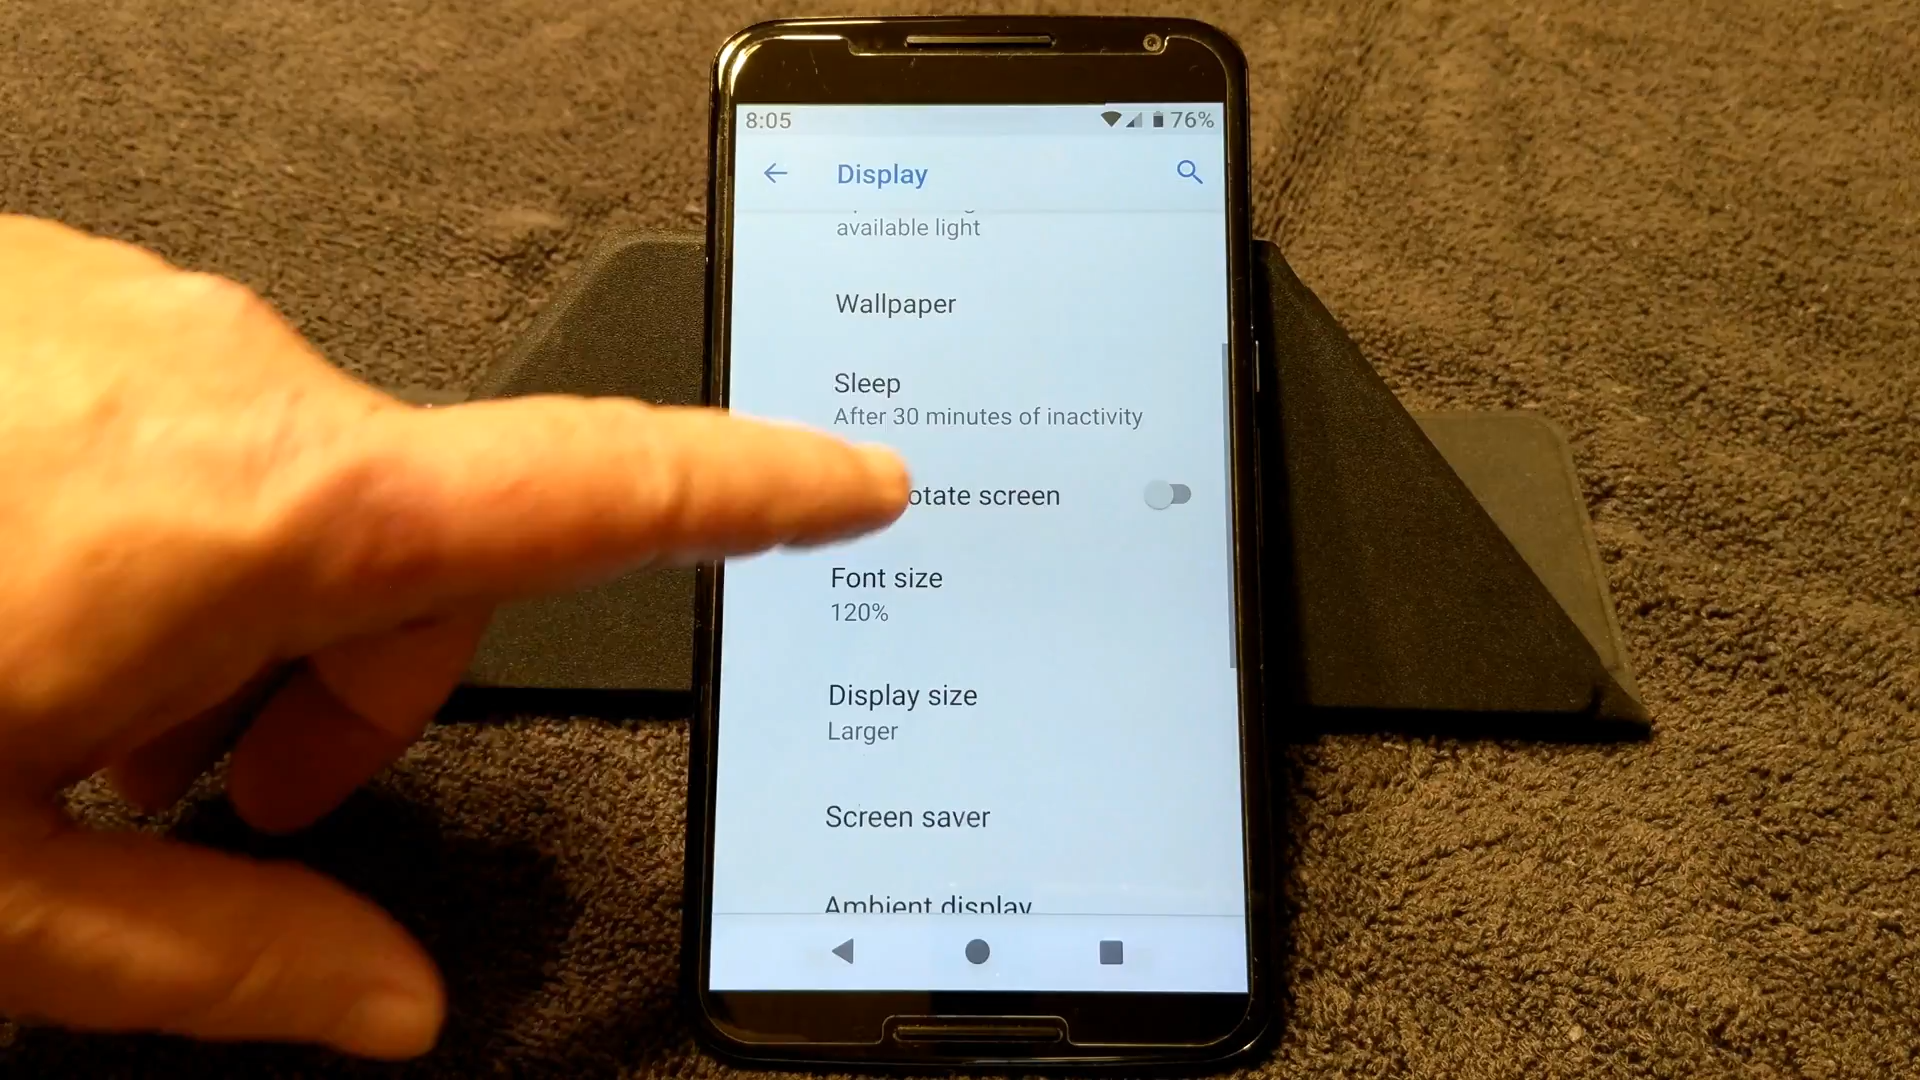 8:05 76%
Display
available light
Wallpaper
Sleep
After 30 minutes of inactivity
otate screen
Font size
120%
Display size
Larger
Screen saver
Ambient display